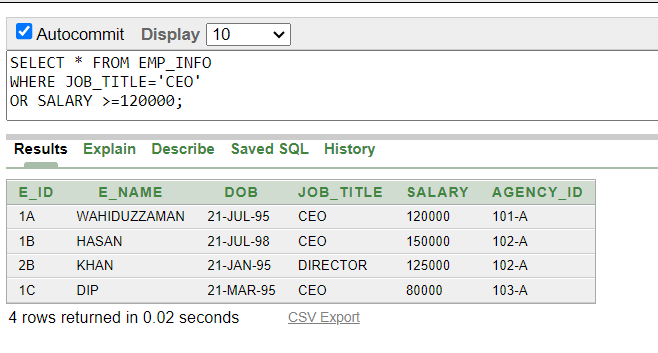 Autocommit Display 10
SELECT * FROM EMP_INFO
WHERE JOB_TITLE='CEO'
OR SALARY >=120000;
Results Explain Describe Saved SQL History
E_ID E_NAME DOB JOB_TITLE SALARY AGENCY_ID
1A WAHIDUZZAMAN 21-JUL-95 CEO 120000 101-A
1B HASAN 21-JUL-98 CEO 150000 102-A
2B KHAN 21-JAN-95 DIRECTOR 125000 102-A
1C DIP 21-MAR-95 CEO 80000 103-A
4 rows returned in 0.02 seconds CSV Export